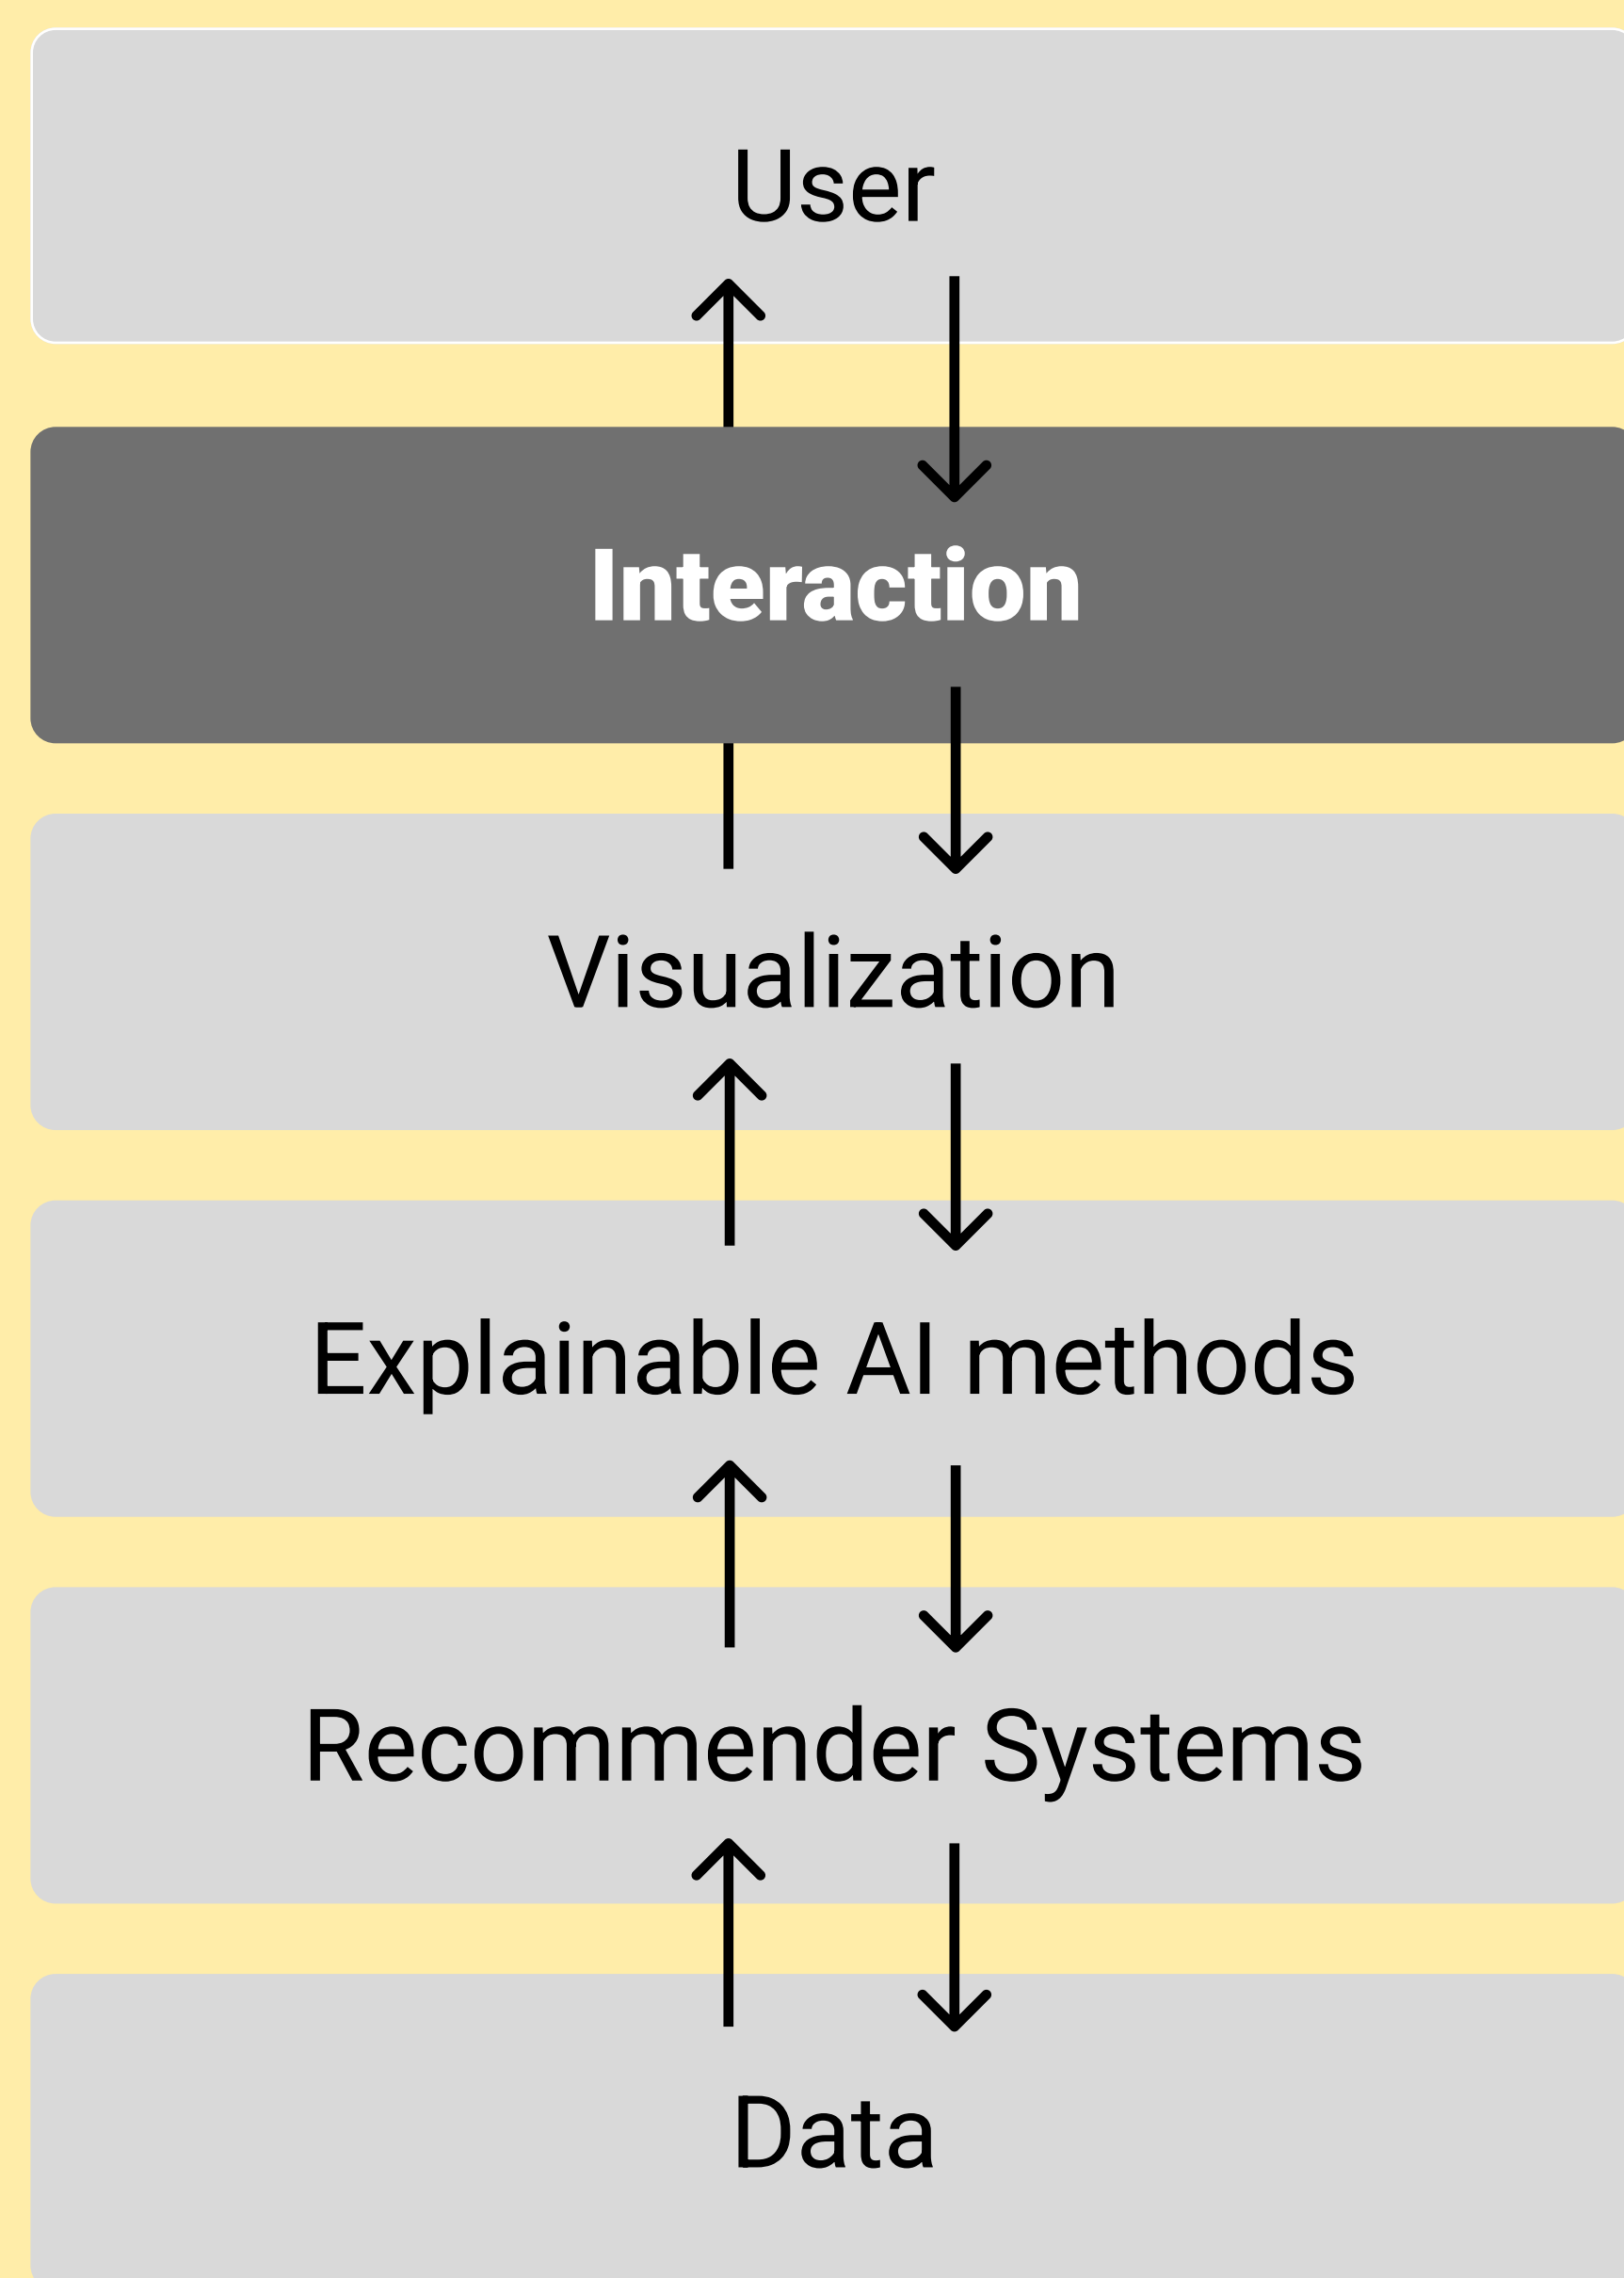 User
Interaction
Visualization
Explainable AI methods
Recommender Systems
Data